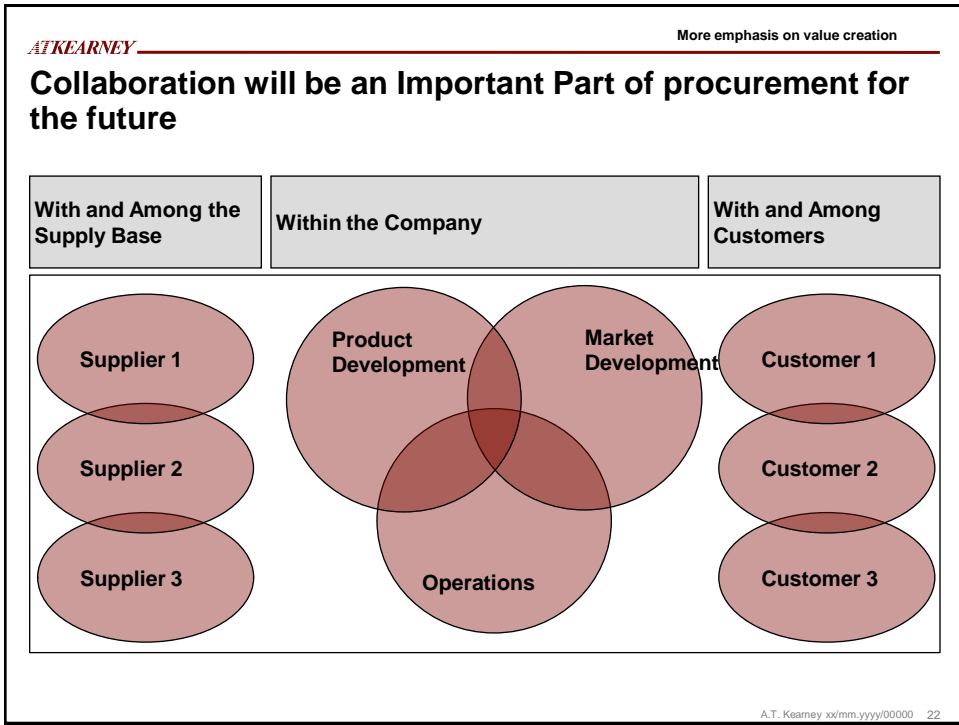 More emphasis on value creation
ATKEARNEY
Collaboration will be an Important Part of procurement for
the future
With and Among the
Supply Base
Within the Company
With and Among
Customers
Supplier 1
Supplier 2
Supplier 3
Product
Development
Market
Development
Operations
Customer 1
Customer 2
Customer 3
A.T. Kearney xx/mm.yyyy/00000 22